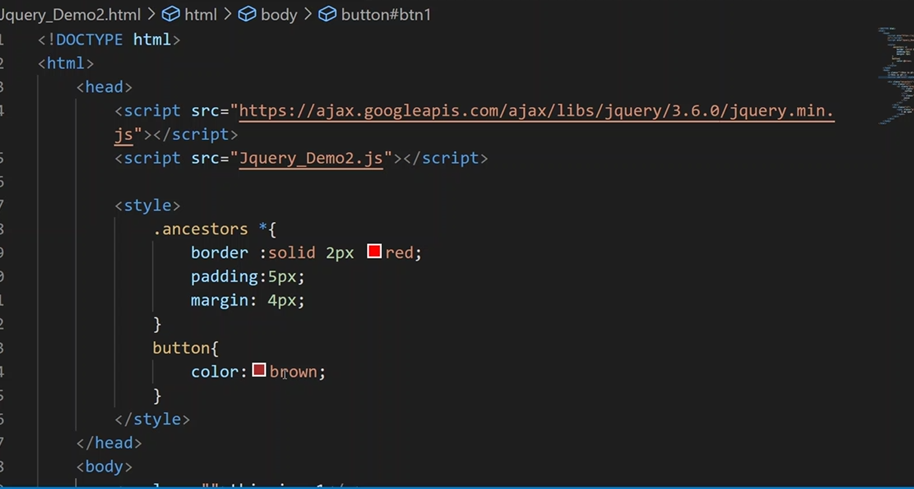 Jquery_Demo2.html > html > body > button#btn1
1 <!DOCTYPE html>
2 <html>
3 <head>
4 <script src="https://ajax.googleapis.com/ajax/libs/jquery/3.6.0/jquery.min.
js"></script>
5 <script src="Jquery_Demo2.js"></script>
6
7 <style>
8 .ancestors *{
9 border :solid 2px red;
0 padding:5px;
1 margin: 4px;
2 }
3 button{
4 color: brown;
5 }
6 </style>
7 </head>
8 <body>